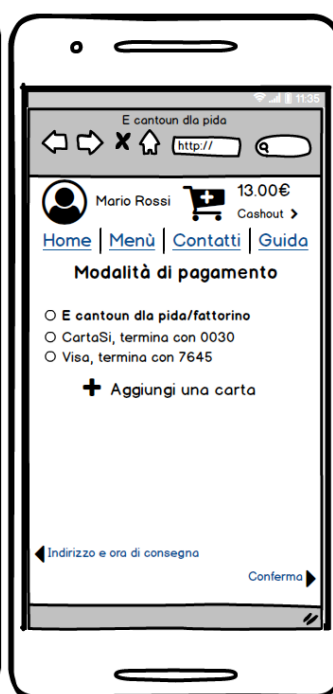 11:35
E cantoun dla pida
http://
Mario Rossi
13.00€
Cashout >
Home | Menù | Contatti | Guida
Modalità di pagamento
E cantoun dla pida/fattorino
CartaSi, termina con 0030
Visa, termina con 7645
+ Aggiungi una carta
Indirizzo e ora di consegna
Conferma